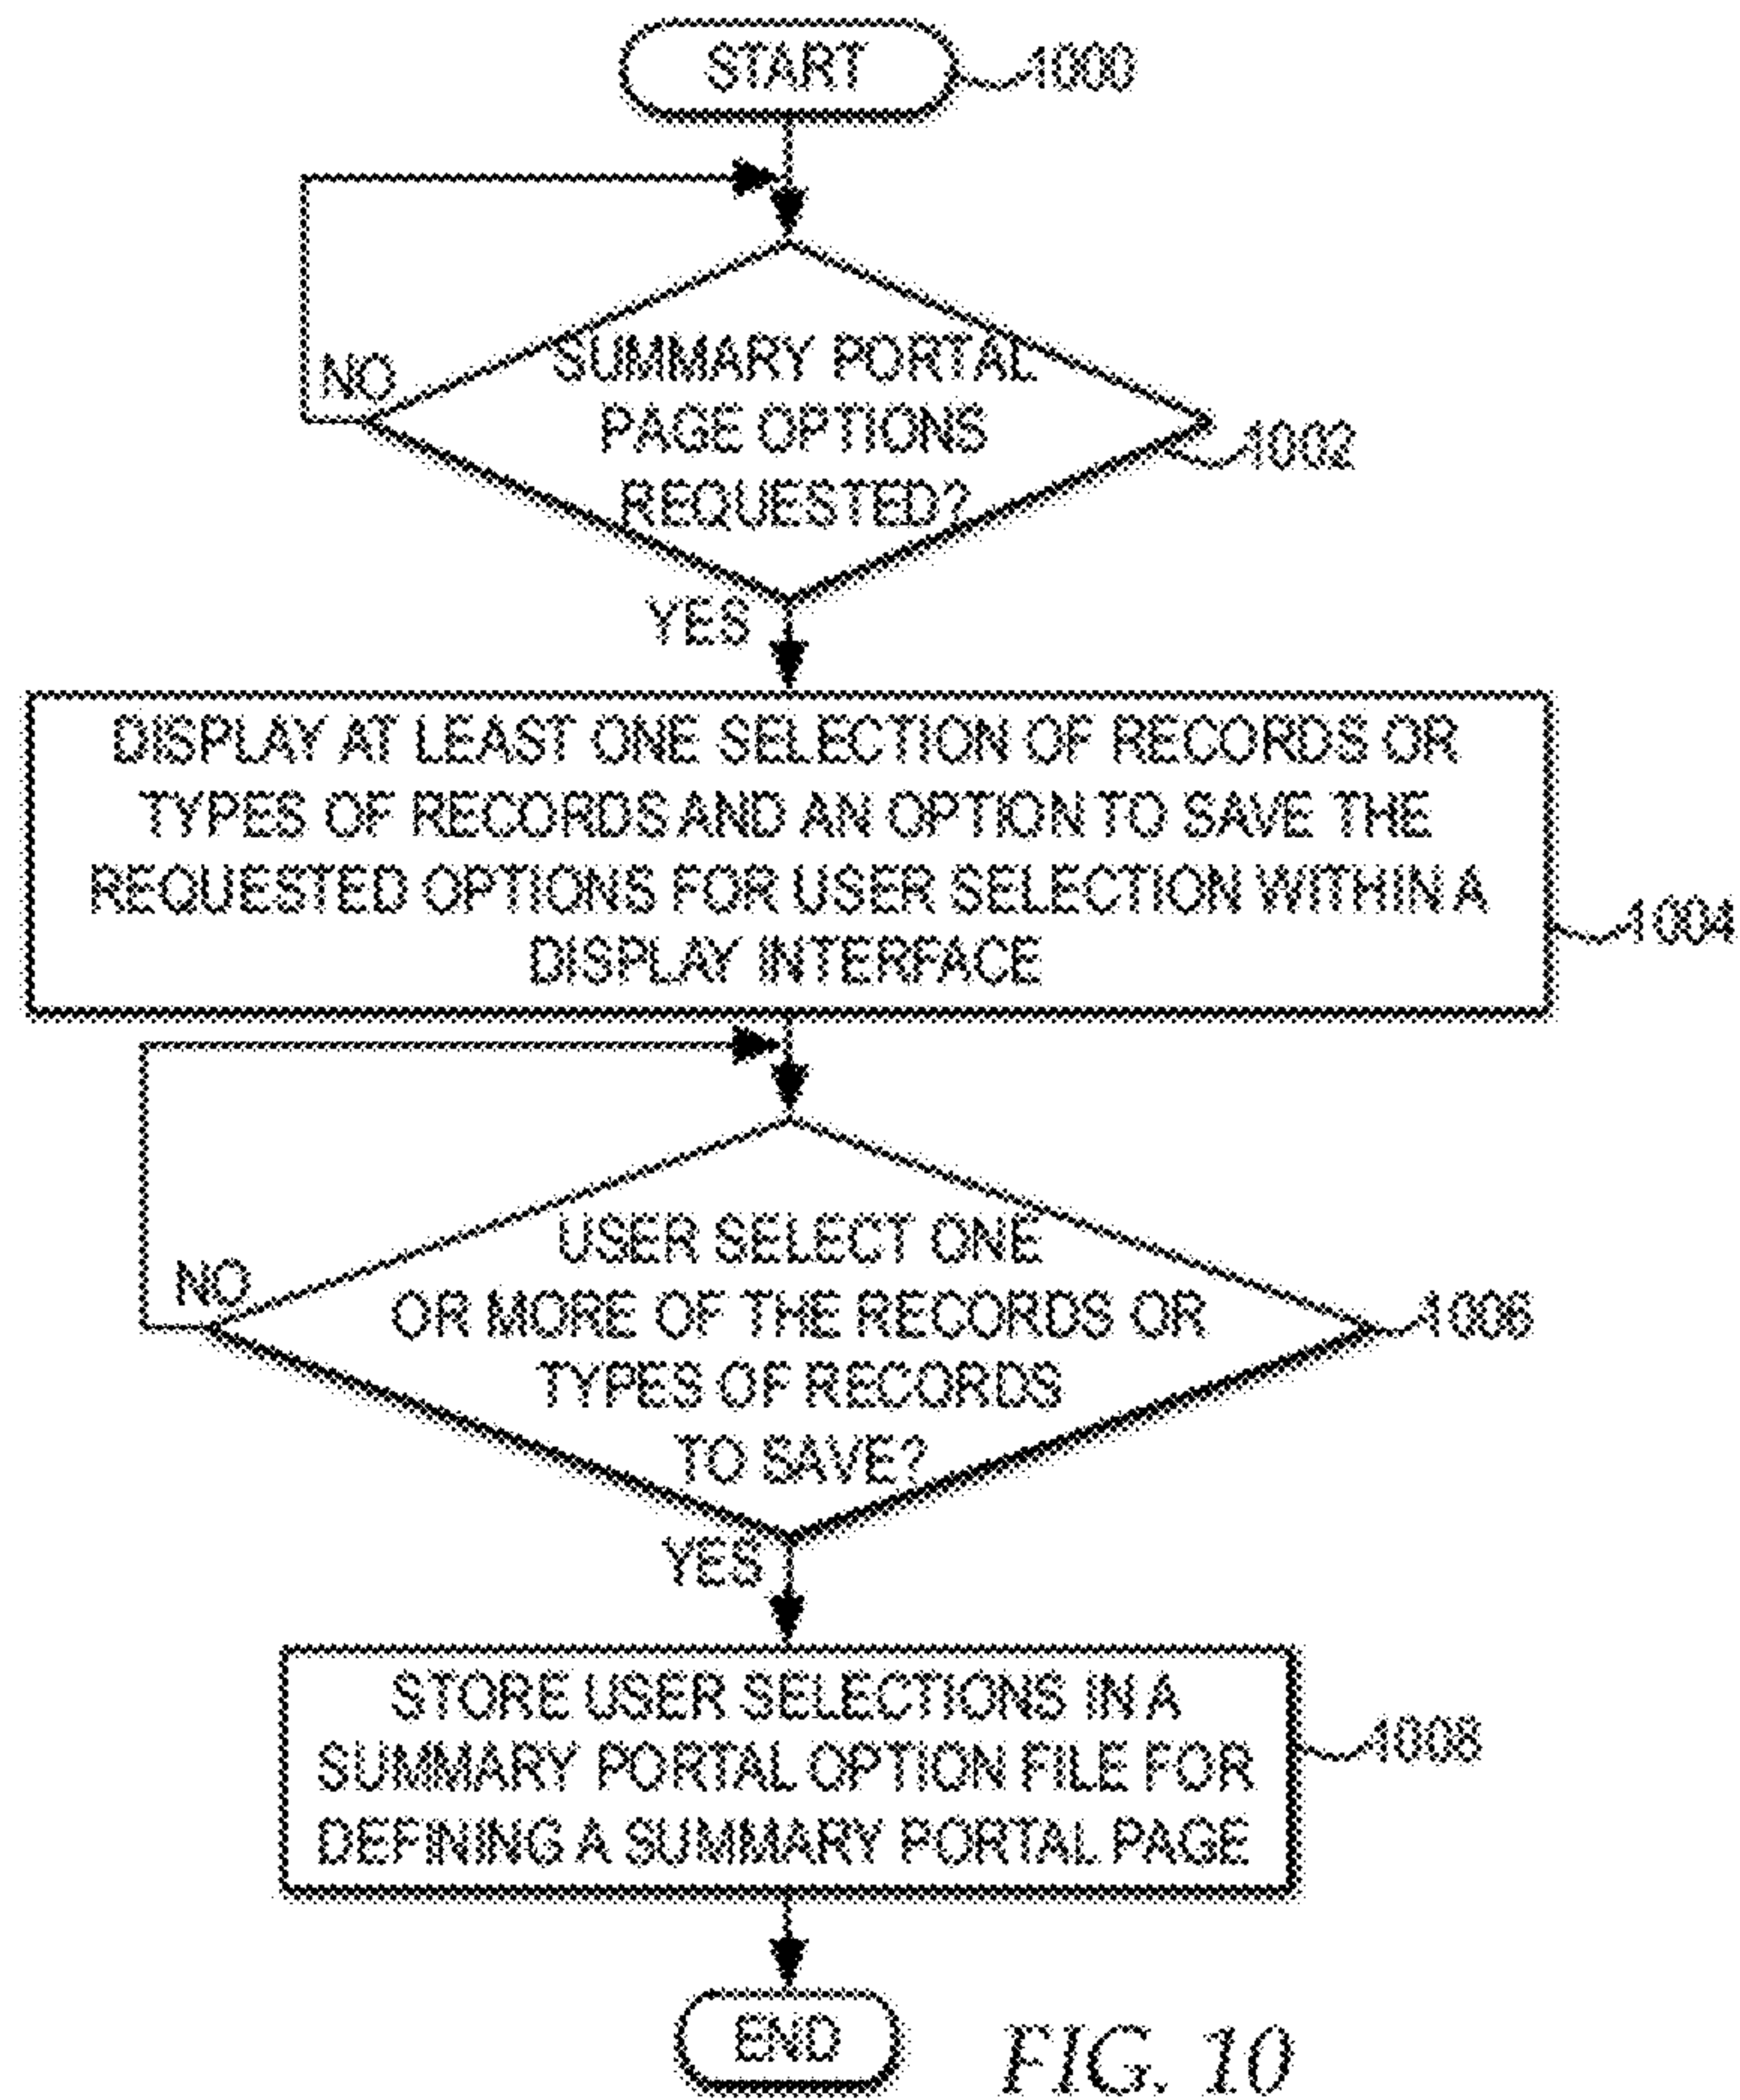 START
1000
NO
SUMMARY PORTAL
PAGE OPTIONS
REQUESTED?
1002
YES
DISPLAY AT LEAST ONE SELECTION OF RECORDS OR
TYPES OF RECORDS AND AN OPTION TO SAVE THE
REQUESTED OPTIONS FOR USER SELECTION WITHIN A
DISPLAY INTERFACE
1004
NO
USER SELECT ONE
OR MORE OF THE RECORDS OR
TYPES OF RECORDS
TO SAVE?
1006
YES
STORE USER SELECTIONS IN A
SUMMARY PORTAL OPTION FILE FOR
DEFINING A SUMMARY PORTAL PAGE
1008
END
FIG. 10